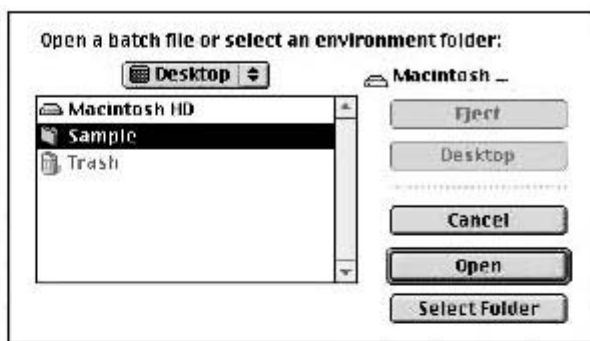 Open a batch file or select an environment folder:
Desktop
Macintosh ...
Macintosh HD
Sample
Trash
Eject
Desktop
Cancel
Open
Select Folder